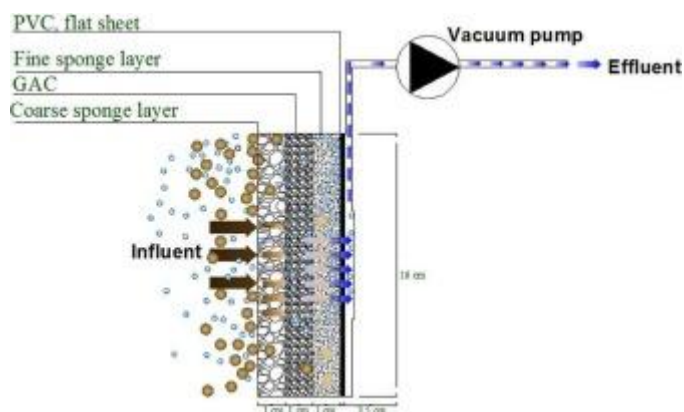 PVC, flat sheet
Fine sponge layer
GAC
Coarse sponge layer
Vacuum pump
Effluent
Influent